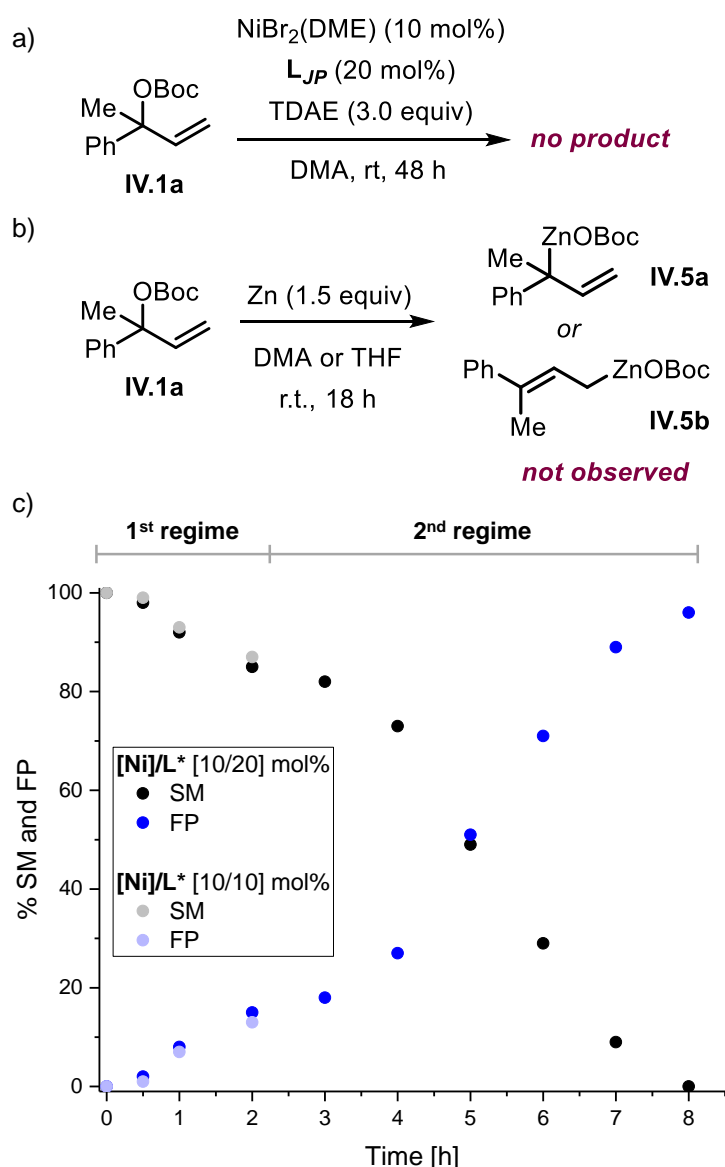 a)
NiBr2(DME) (10 mol%)
LJP (20 mol%)
TDAE (3.0 equiv)
DMA, rt, 48 h
Me
OBoc
Ph
IV.1a
no product
b)
Me
OBoc
Ph
IV.1a
Zn (1.5 equiv)
DMA or THF
r.t., 18 h
ZnOBoc
Me
Ph
IV.5a
or
Ph
ZnOBoc
Me
IV.5b
not observed
c)
1st regime
2nd regime
% SM and FP
100
80
60
40
20
0
[Ni]/L* [10/20] mol%
SM
FP
[Ni]/L* [10/10] mol%
SM
FP
0 1 2 3 4 5 6 7 8
Time [h]